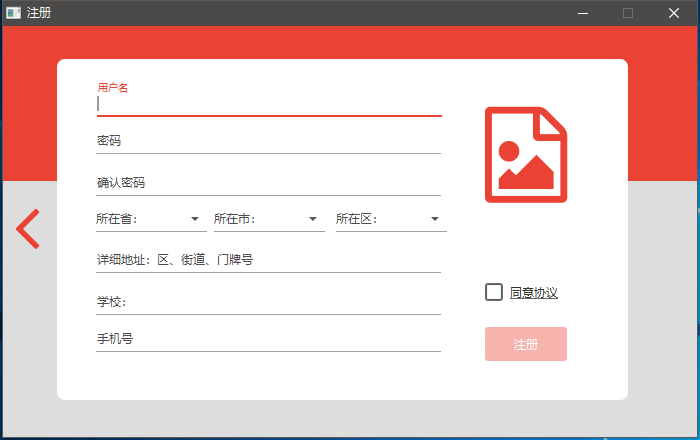 注册
用户名
密码
确认密码
所在省: 所在市: 所在区:
详细地址: 区、街道、门牌号
学校:
手机号
同意协议
注册